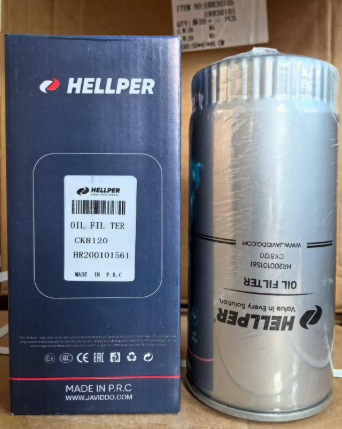 HELLPER
HELLPER
OIL FIL TER
CK8120
HR200101561
MADE IN P.R.C
MADE IN P.R.C
WWW.JAVIDDO.COM
HELLPER
Value in Every Solution.
OIL FILTER
HR200101561
CK8120
WWW.JAVIDDO.COM